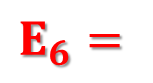 E₆ =